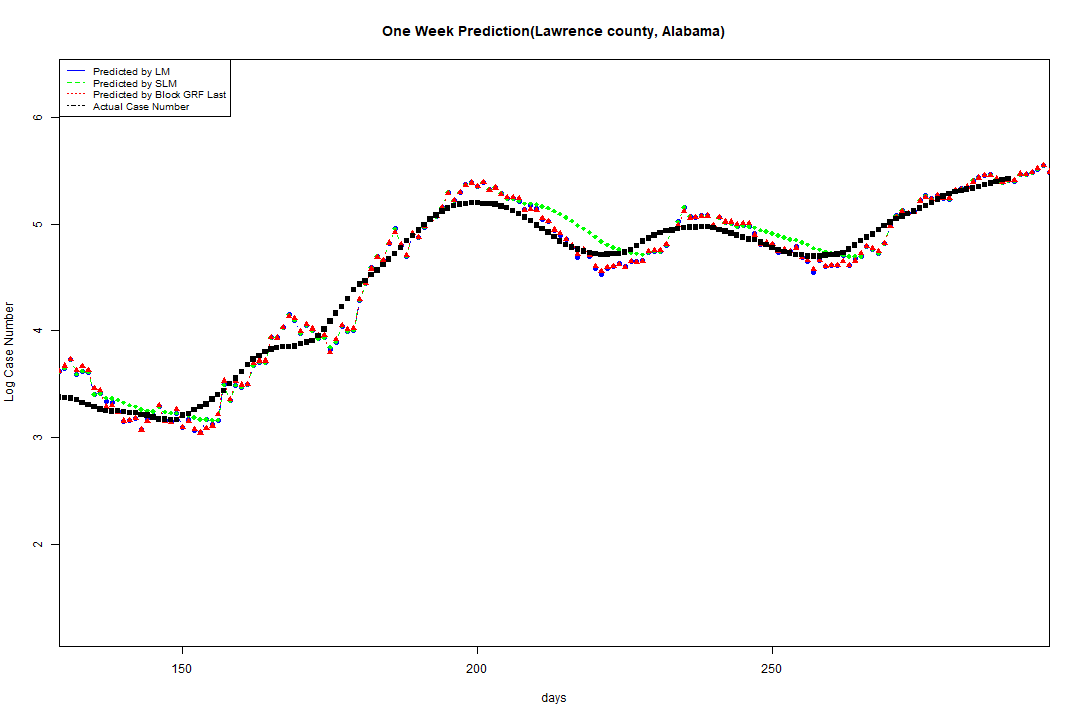 One Week Prediction(Lawrence county, Alabama)
Predicted by LM
Predicted by SLM
Predicted by Block GRF Last
Actual Case Number
Log Case Number
6
5
4
3
2
150 200 250
days